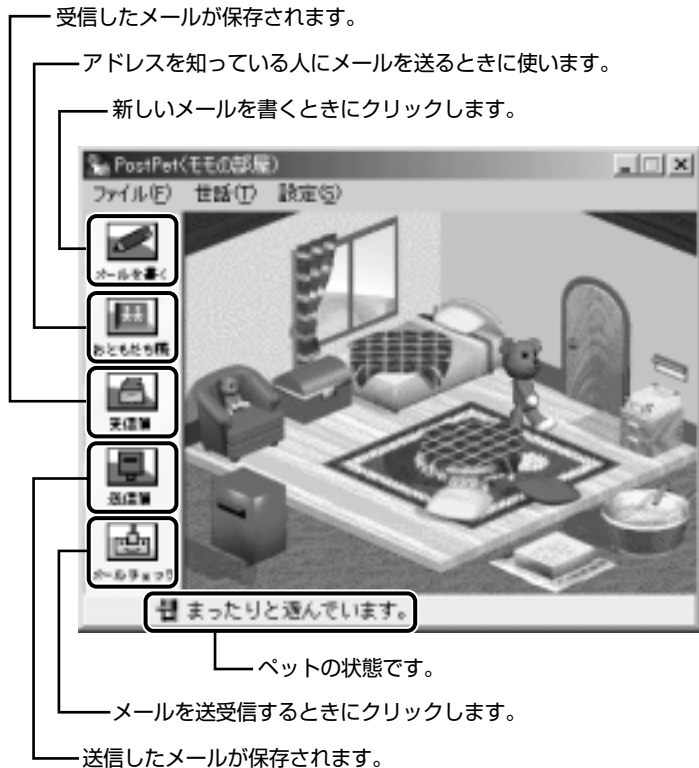 受信したメールが保存されます。
アドレスを知っている人にメールを送るときに使います。
新しいメールを書くときにクリックします。
PostPet(モモの部屋)
ファイル(F) 世話(T) 設定(S)
メールを書く
おともだち帳
受信箱
送信箱
メールチェック
まったりと遊んでいます。
ペットの状態です。
メールを送受信するときにクリックします。
送信したメールが保存されます。